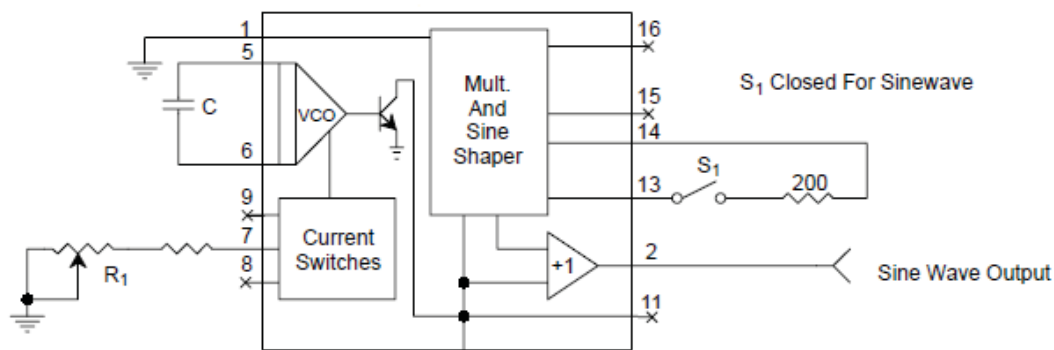 1
5
C
6
VCO
9
7
8
R1
Current
Switches
Mult.
And
Sine
Shaper
+1
16
15
14
13
S1
200
2
11
S1 Closed For Sinewave
Sine Wave Output